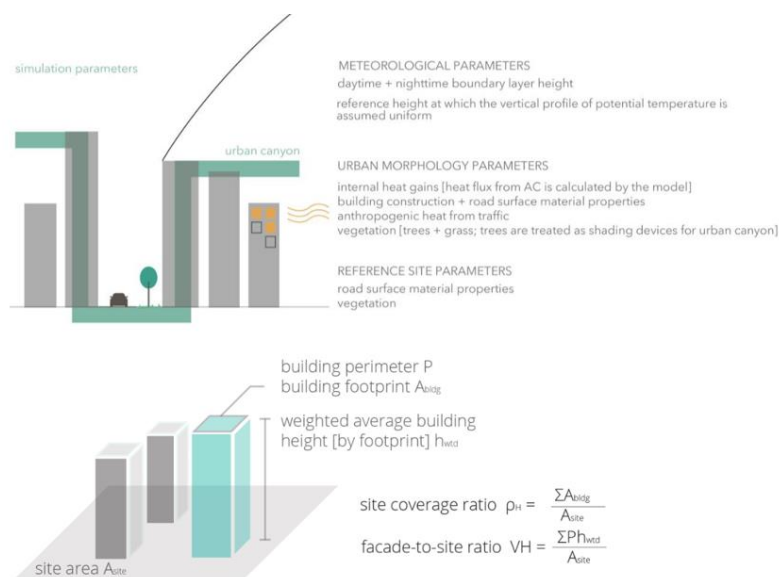 simulation parameters
urban canyon
METEOROLOGICAL PARAMETERS
daytime + nighttime boundary layer height
reference height at which the vertical profile of potential temperature is
assumed uniform
URBAN MORPHOLOGY PARAMETERS
internal heat gains [heat flux from AC is calculated by the model]
building construction + road surface material properties
anthropogenic heat from traffic
vegetation [trees + grass; trees are treated as shading devices for urban canyon]
REFERENCE SITE PARAMETERS
road surface material properties
vegetation
building perimeter P
building footprint Abldg
weighted average building
height [by footprint] hwtd
site area Asite
site coverage ratio ρH = ΣAbldg / Asite
facade-to-site ratio VH = ΣPhwtd / Asite